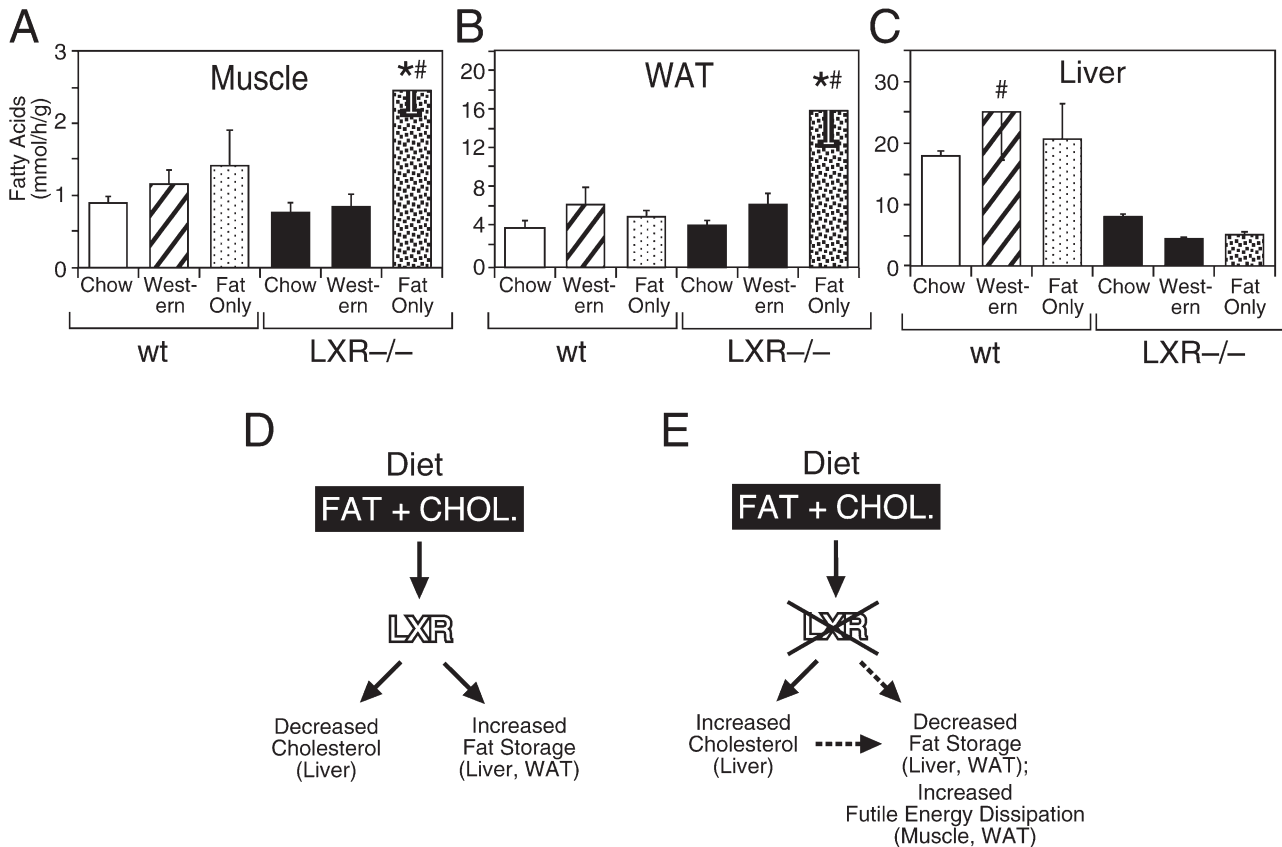 A
Muscle
Fatty Acids
(mmol/h/g)
3
2
1
0
*#
Chow
West-
ern
Fat
Only
Chow
West-
ern
Fat
Only
wt
LXR–/–
B
WAT
20
16
12
8
4
0
*#
Chow
West-
ern
Fat
Only
Chow
West-
ern
Fat
Only
wt
LXR–/–
C
Liver
30
20
10
0
#
Chow
West-
ern
Fat
Only
Chow
West-
ern
Fat
Only
wt
LXR–/–
D
Diet
FAT + CHOL.
LXR
Decreased
Cholesterol
(Liver)
Increased
Fat Storage
(Liver, WAT)
E
Diet
FAT + CHOL.
LXR
Increased
Cholesterol
(Liver)
Decreased
Fat Storage
(Liver, WAT);
Increased
Futile Energy Dissipation
(Muscle, WAT)